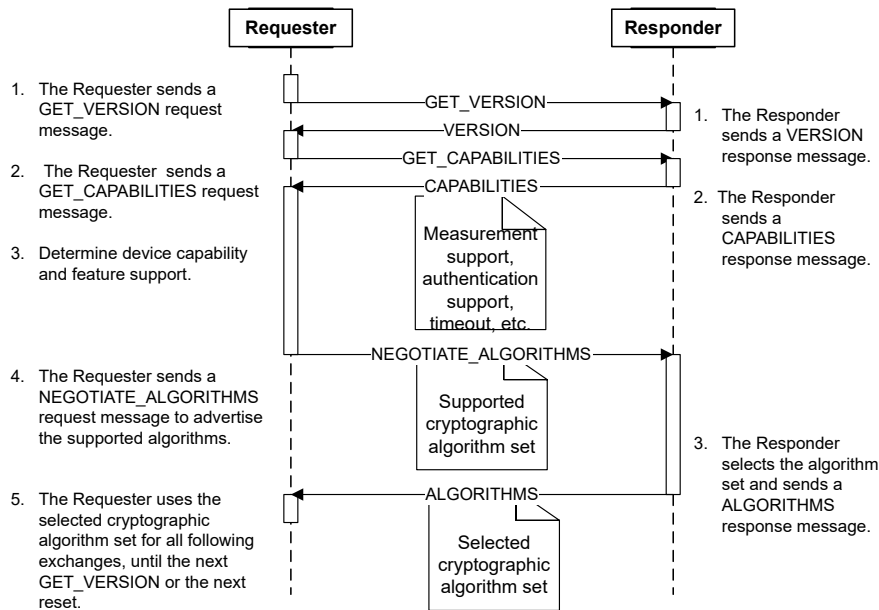 Requester
Responder
1. The Requester sends a
GET_VERSION request
message.
2. The Requester sends a
GET_CAPABILITIES request
message.
3. Determine device capability
and feature support.
4. The Requester sends a
NEGOTIATE_ALGORITHMS
request message to advertise
the supported algorithms.
5. The Requester uses the
selected cryptographic
algorithm set for all following
exchanges, until the next
GET_VERSION or the next
reset.
GET_VERSION
VERSION
GET_CAPABILITIES
CAPABILITIES
Measurement
support,
authentication
support,
timeout, etc.
NEGOTIATE_ALGORITHMS
Supported
cryptographic
algorithm set
ALGORITHMS
Selected
cryptographic
algorithm set
1. The Responder
sends a VERSION
response message.
2. The Responder
sends a
CAPABILITIES
response message.
3. The Responder
selects the algorithm
set and sends a
ALGORITHMS
response message.